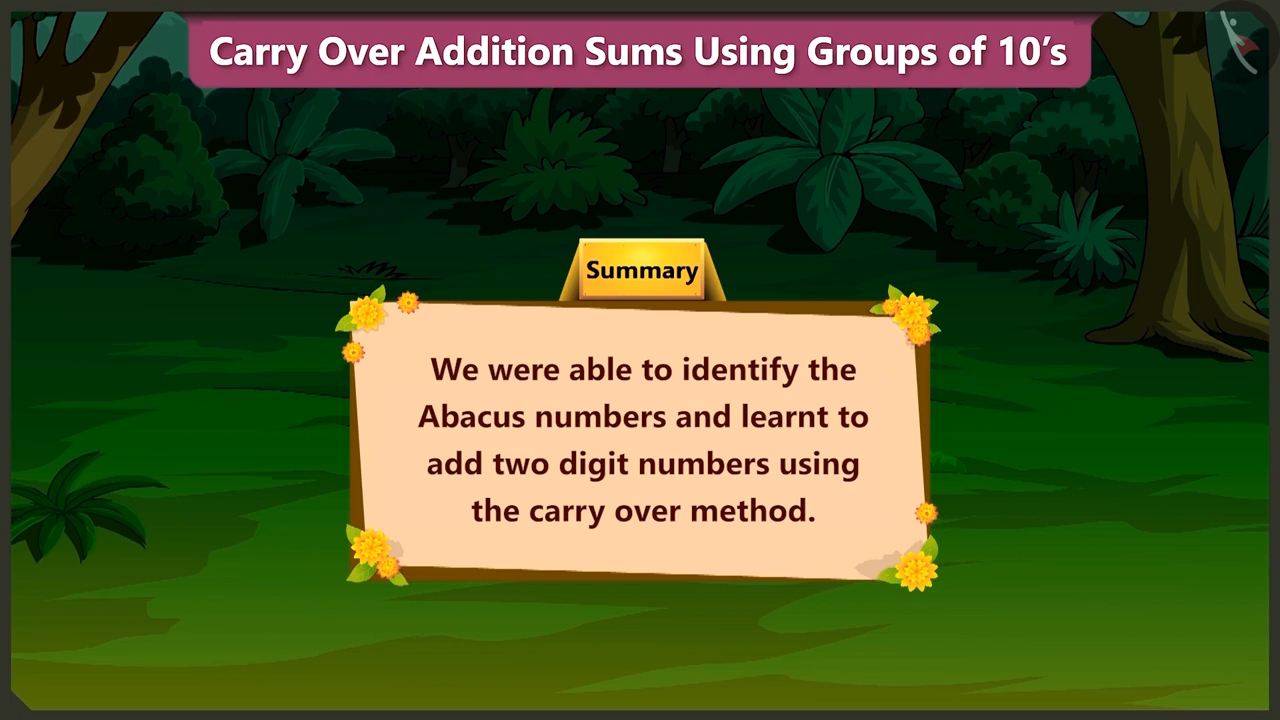 Carry Over Addition Sums Using Groups of 10’s
Summary
We were able to identify the
Abacus numbers and learnt to
add two digit numbers using
the carry over method.